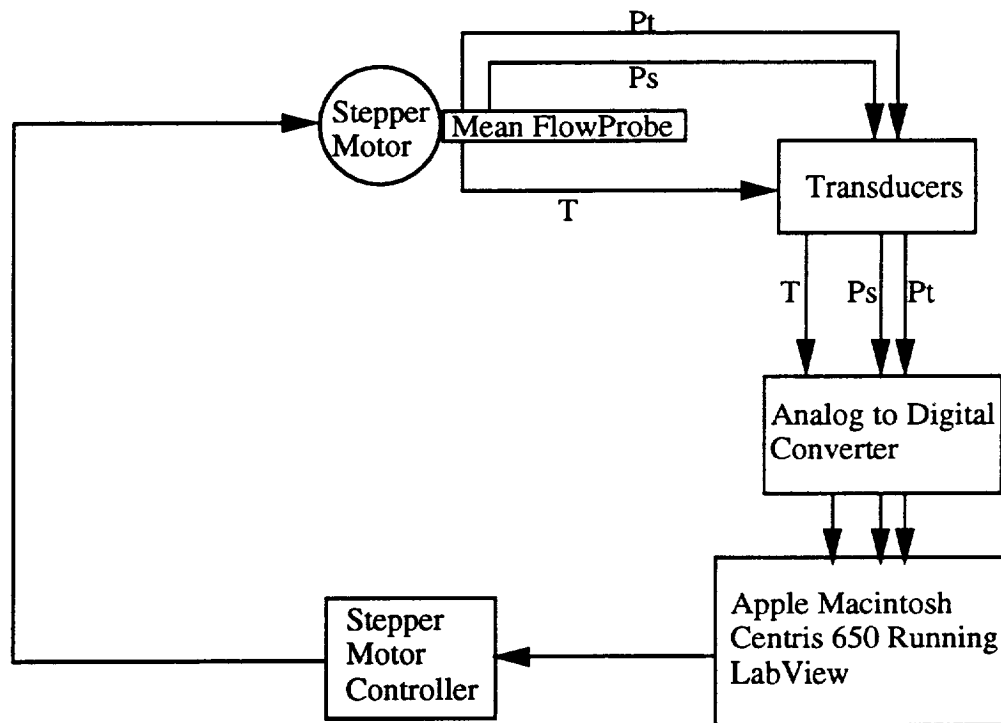 Pt
Ps
Stepper
Motor
Mean FlowProbe
T
Transducers
T Ps Pt
Analog to Digital
Converter
Apple Macintosh
Centris 650 Running
LabView
Stepper
Motor
Controller